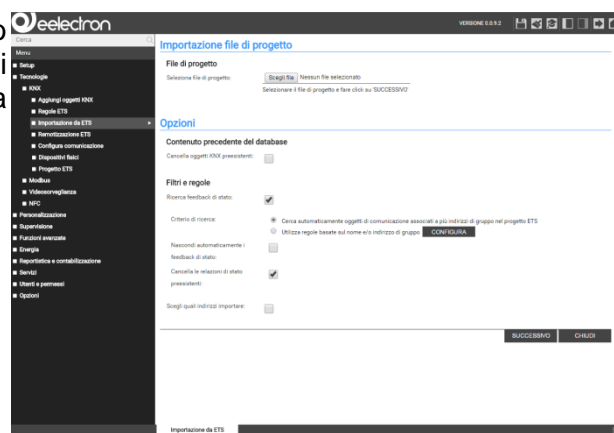 eelectron
VERSIONE 0.0.9.2
o
i
a
Cerca
Menu
Setup
Tecnologie
KNX
Aggiungi oggetti KNX
Regole ETS
Importazione da ETS
Remotizzazione ETS
Configura comunicazione
Dispositivi fisici
Progetto ETS
Modbus
Videosorveglianza
NFC
Personalizzazione
Supervisione
Funzioni avanzate
Energia
Reportistica e contabilizzazione
Servizi
Utenti e permessi
Opzioni
Importazione file di progetto
File di progetto
Seleziona file di progetto: Scegli file Nessun file selezionato
Selezionare il file di progetto e fare click su 'SUCCESSIVO'
Opzioni
Contenuto precedente del database
Cancella oggetti KNX preesistenti:
Filtri e regole
Ricerca feedback di stato:
Criterio di ricerca: Cerca automaticamente oggetti di comunicazione associati a più indirizzi di gruppo nel progetto ETS
Utilizza regole basate sul nome e/o indirizzo di gruppo CONFIGURA
Nascondi automaticamente i
feedback di stato:
Cancella le relazioni di stato
preesistenti:
Scegli quali indirizzi importare:
SUCCESSIVO CHIUDI
Importazione da ETS